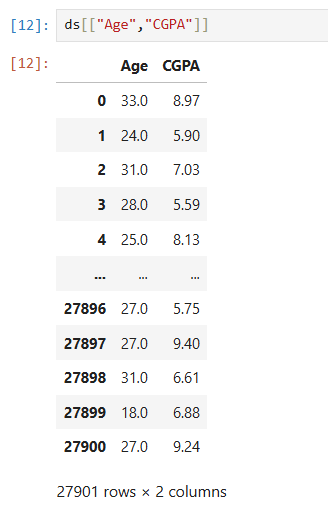 [12]: ds[["Age","CGPA"]]
[12]:
Age CGPA
0 33.0 8.97
1 24.0 5.90
2 31.0 7.03
3 28.0 5.59
4 25.0 8.13
... ... ...
27896 27.0 5.75
27897 27.0 9.40
27898 31.0 6.61
27899 18.0 6.88
27900 27.0 9.24
27901 rows × 2 columns